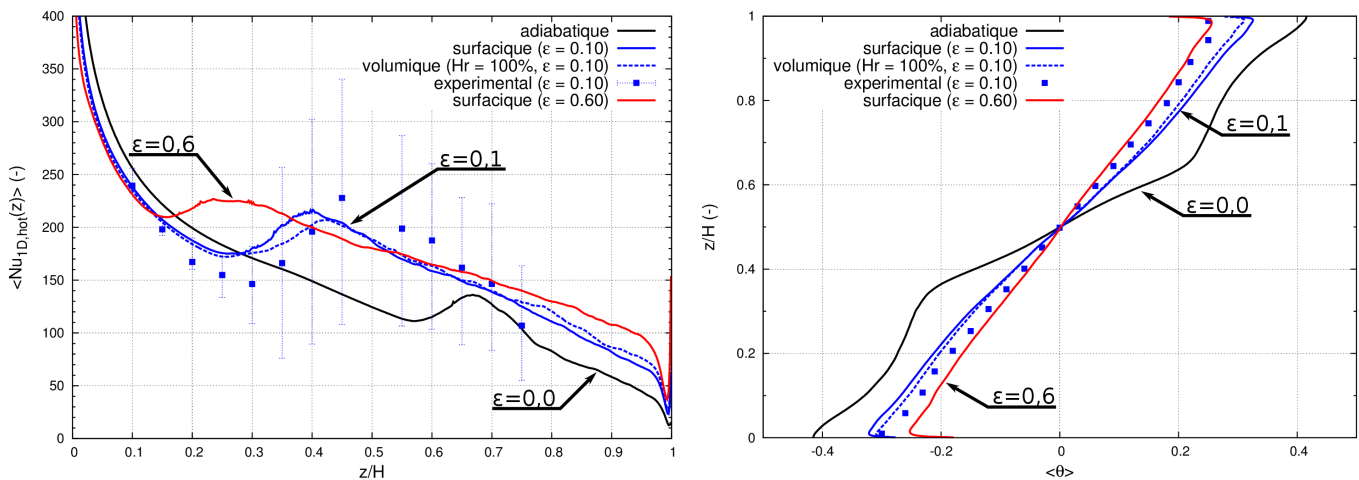 400
350
300
250
200
150
100
50
0
<Nu1D,hot(z)> (-)
adiabatique
surfacique (ε = 0.10)
volumique (Hr = 100%, ε = 0.10)
experimental (ε = 0.10)
surfacique (ε = 0.60)
ε=0,6
ε=0,1
ε=0,0
0 0.1 0.2 0.3 0.4 0.5 0.6 0.7 0.8 0.9 1
z/H
1
0.8
0.6
0.4
0.2
0
z/H (-)
adiabatique
surfacique (ε = 0.10)
volumique (Hr = 100%, ε = 0.10)
experimental (ε = 0.10)
surfacique (ε = 0.60)
ε=0,1
ε=0,0
ε=0,6
-0.4 -0.2 0 0.2 0.4
<θ>